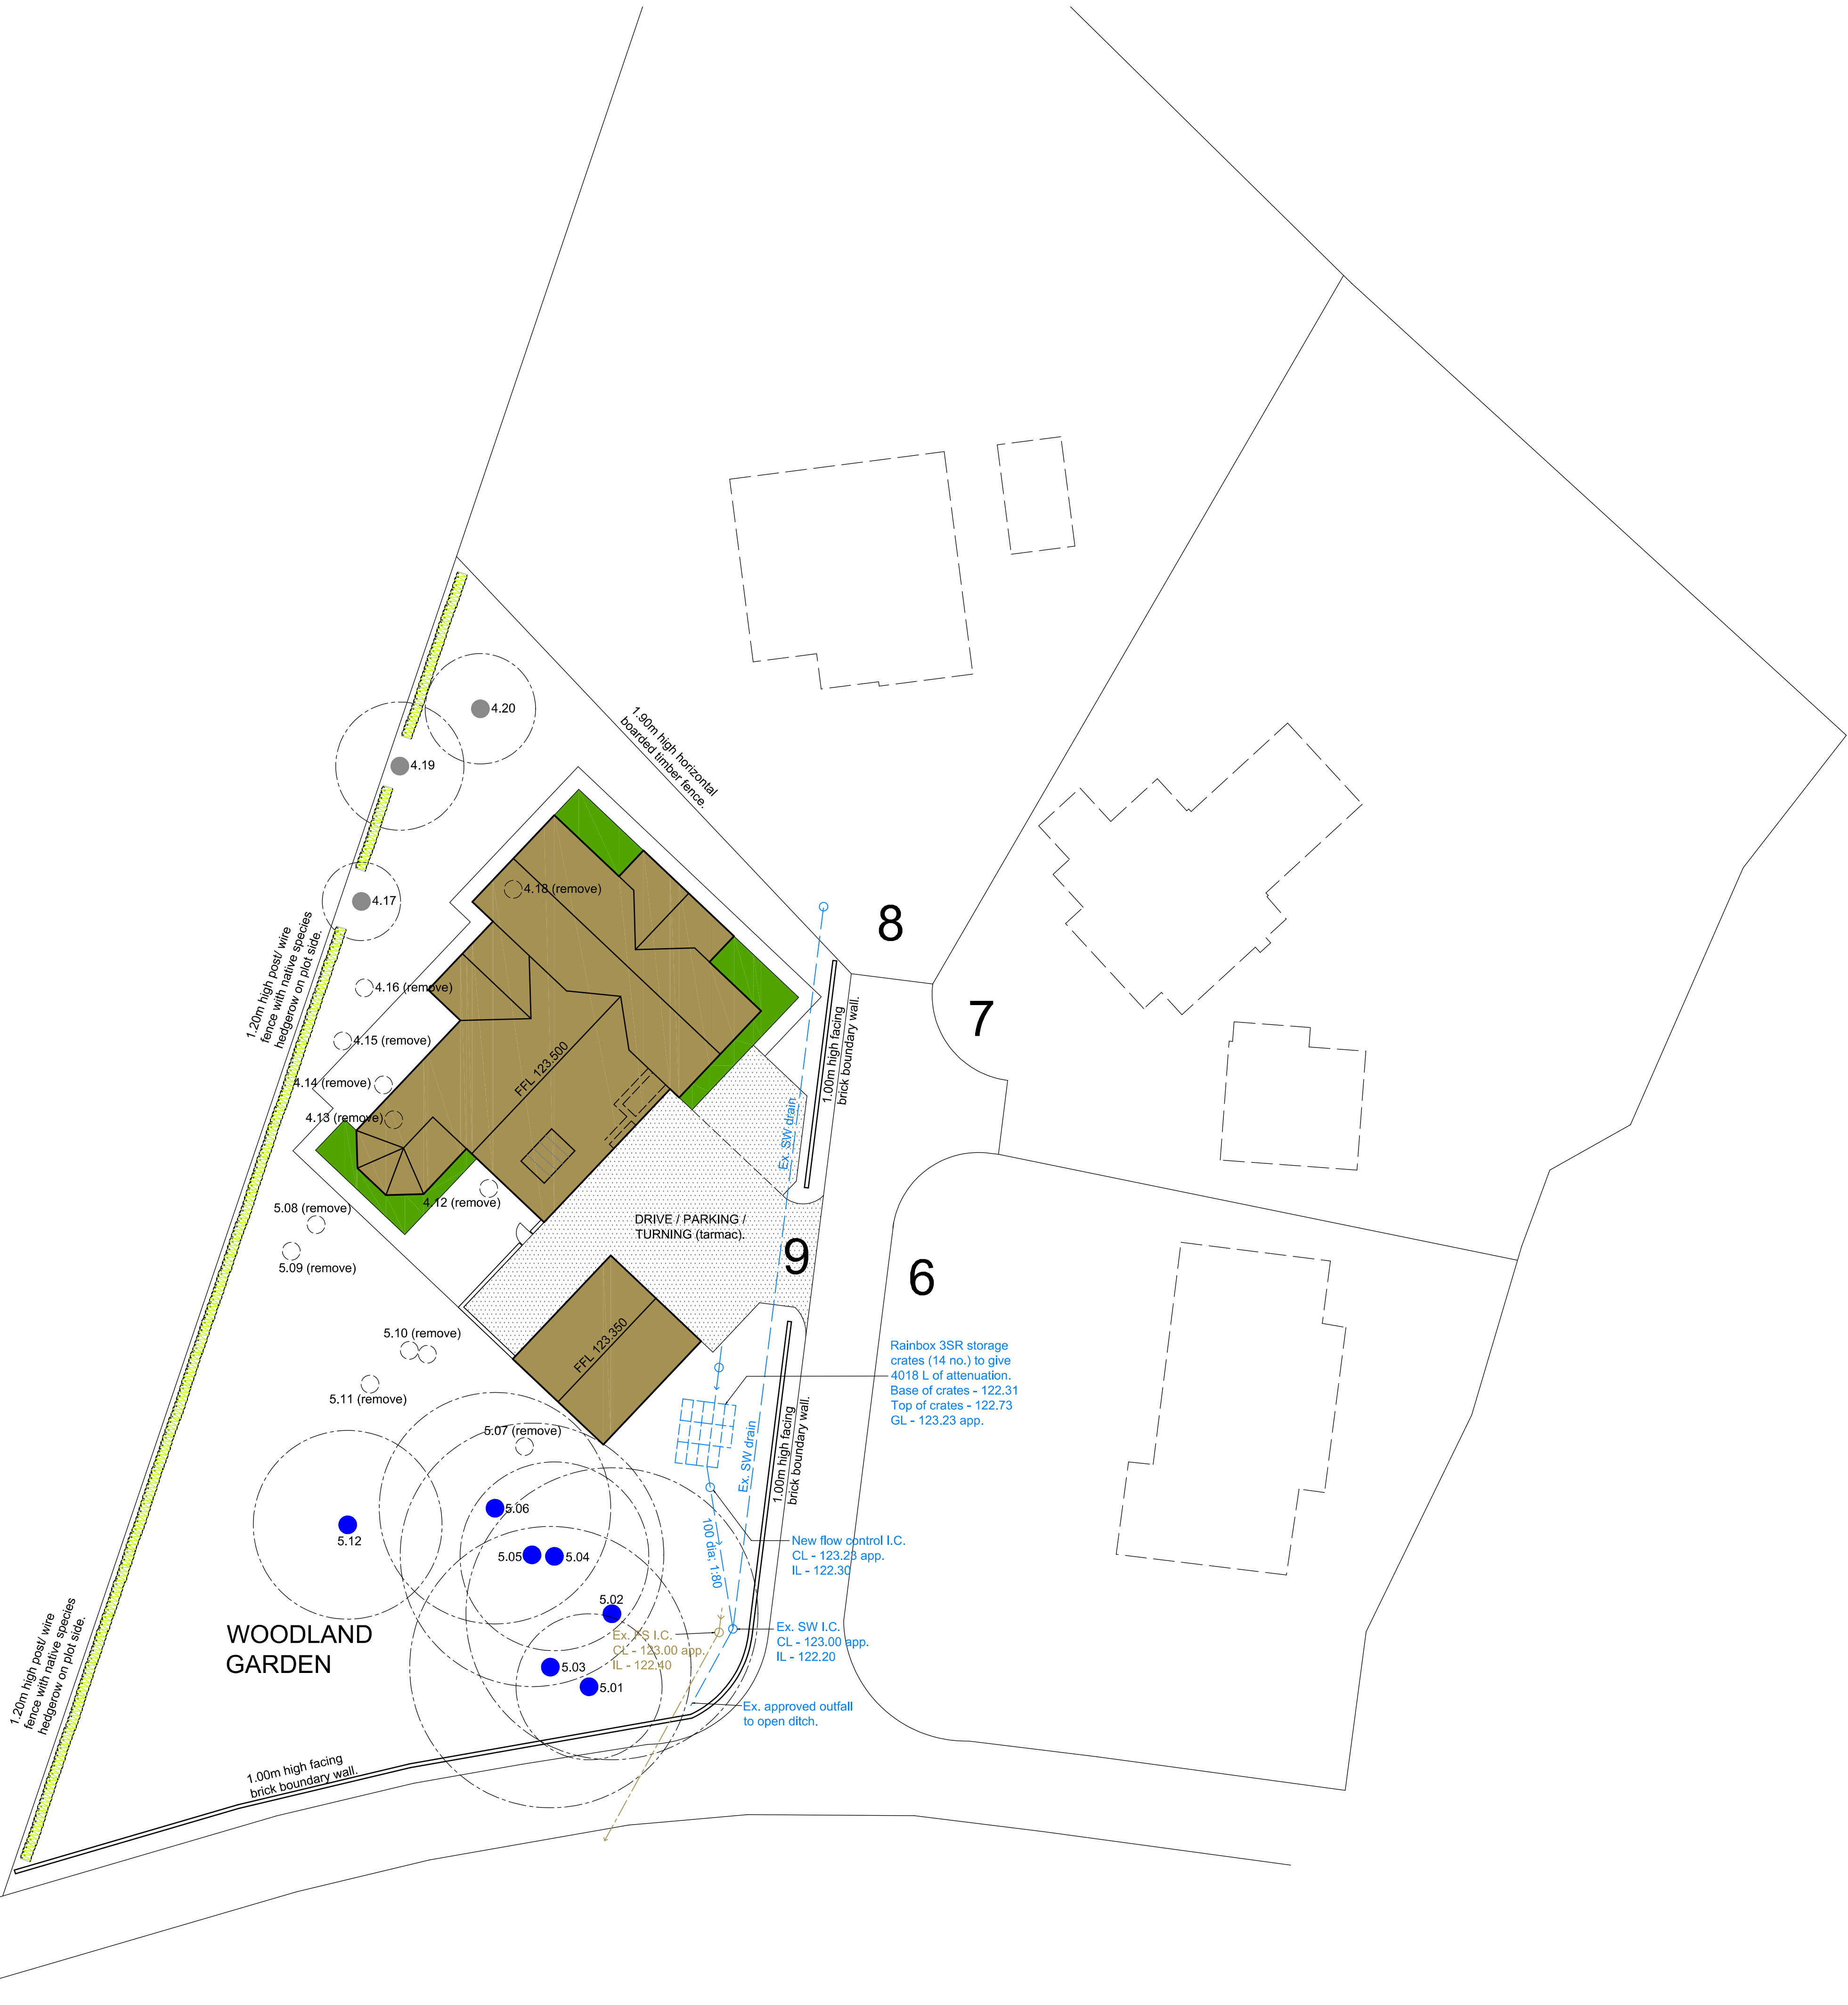 4.20
4.19
1.90m high horizontal
boarded timber fence.
4.18 (remove)
4.17
8
1.20m high post/ wire
fence with native species
hedgerow on plot side.
4.16 (remove)
7
4.15 (remove)
FFL 123.500
1.00m high facing
brick boundary wall.
4.14 (remove)
4.13 (remove)
Ex. SW drain
4.12 (remove)
5.08 (remove)
DRIVE / PARKING /
TURNING (tarmac).
9
6
5.09 (remove)
5.10 (remove)
FFL 123.350
Rainbox 3SR storage
crates (14 no.) to give
4018 L of attenuation.
Base of crates - 122.31
Top of crates - 122.73
GL - 123.23 app.
5.11 (remove)
5.07 (remove)
Ex. SW drain
1.00m high facing
brick boundary wall.
5.06
5.12
5.05
5.04
100 dia; 1:80
New flow control I.C.
CL - 123.23 app.
IL - 122.30
5.02
WOODLAND
GARDEN
Ex. FS I.C.
CL - 123.00 app.
IL - 122.40
Ex. SW I.C.
CL - 123.00 app.
IL - 122.20
5.03
5.01
1.20m high post/ wire
fence with native species
hedgerow on plot side.
Ex. approved outfall
to open ditch.
1.00m high facing
brick boundary wall.